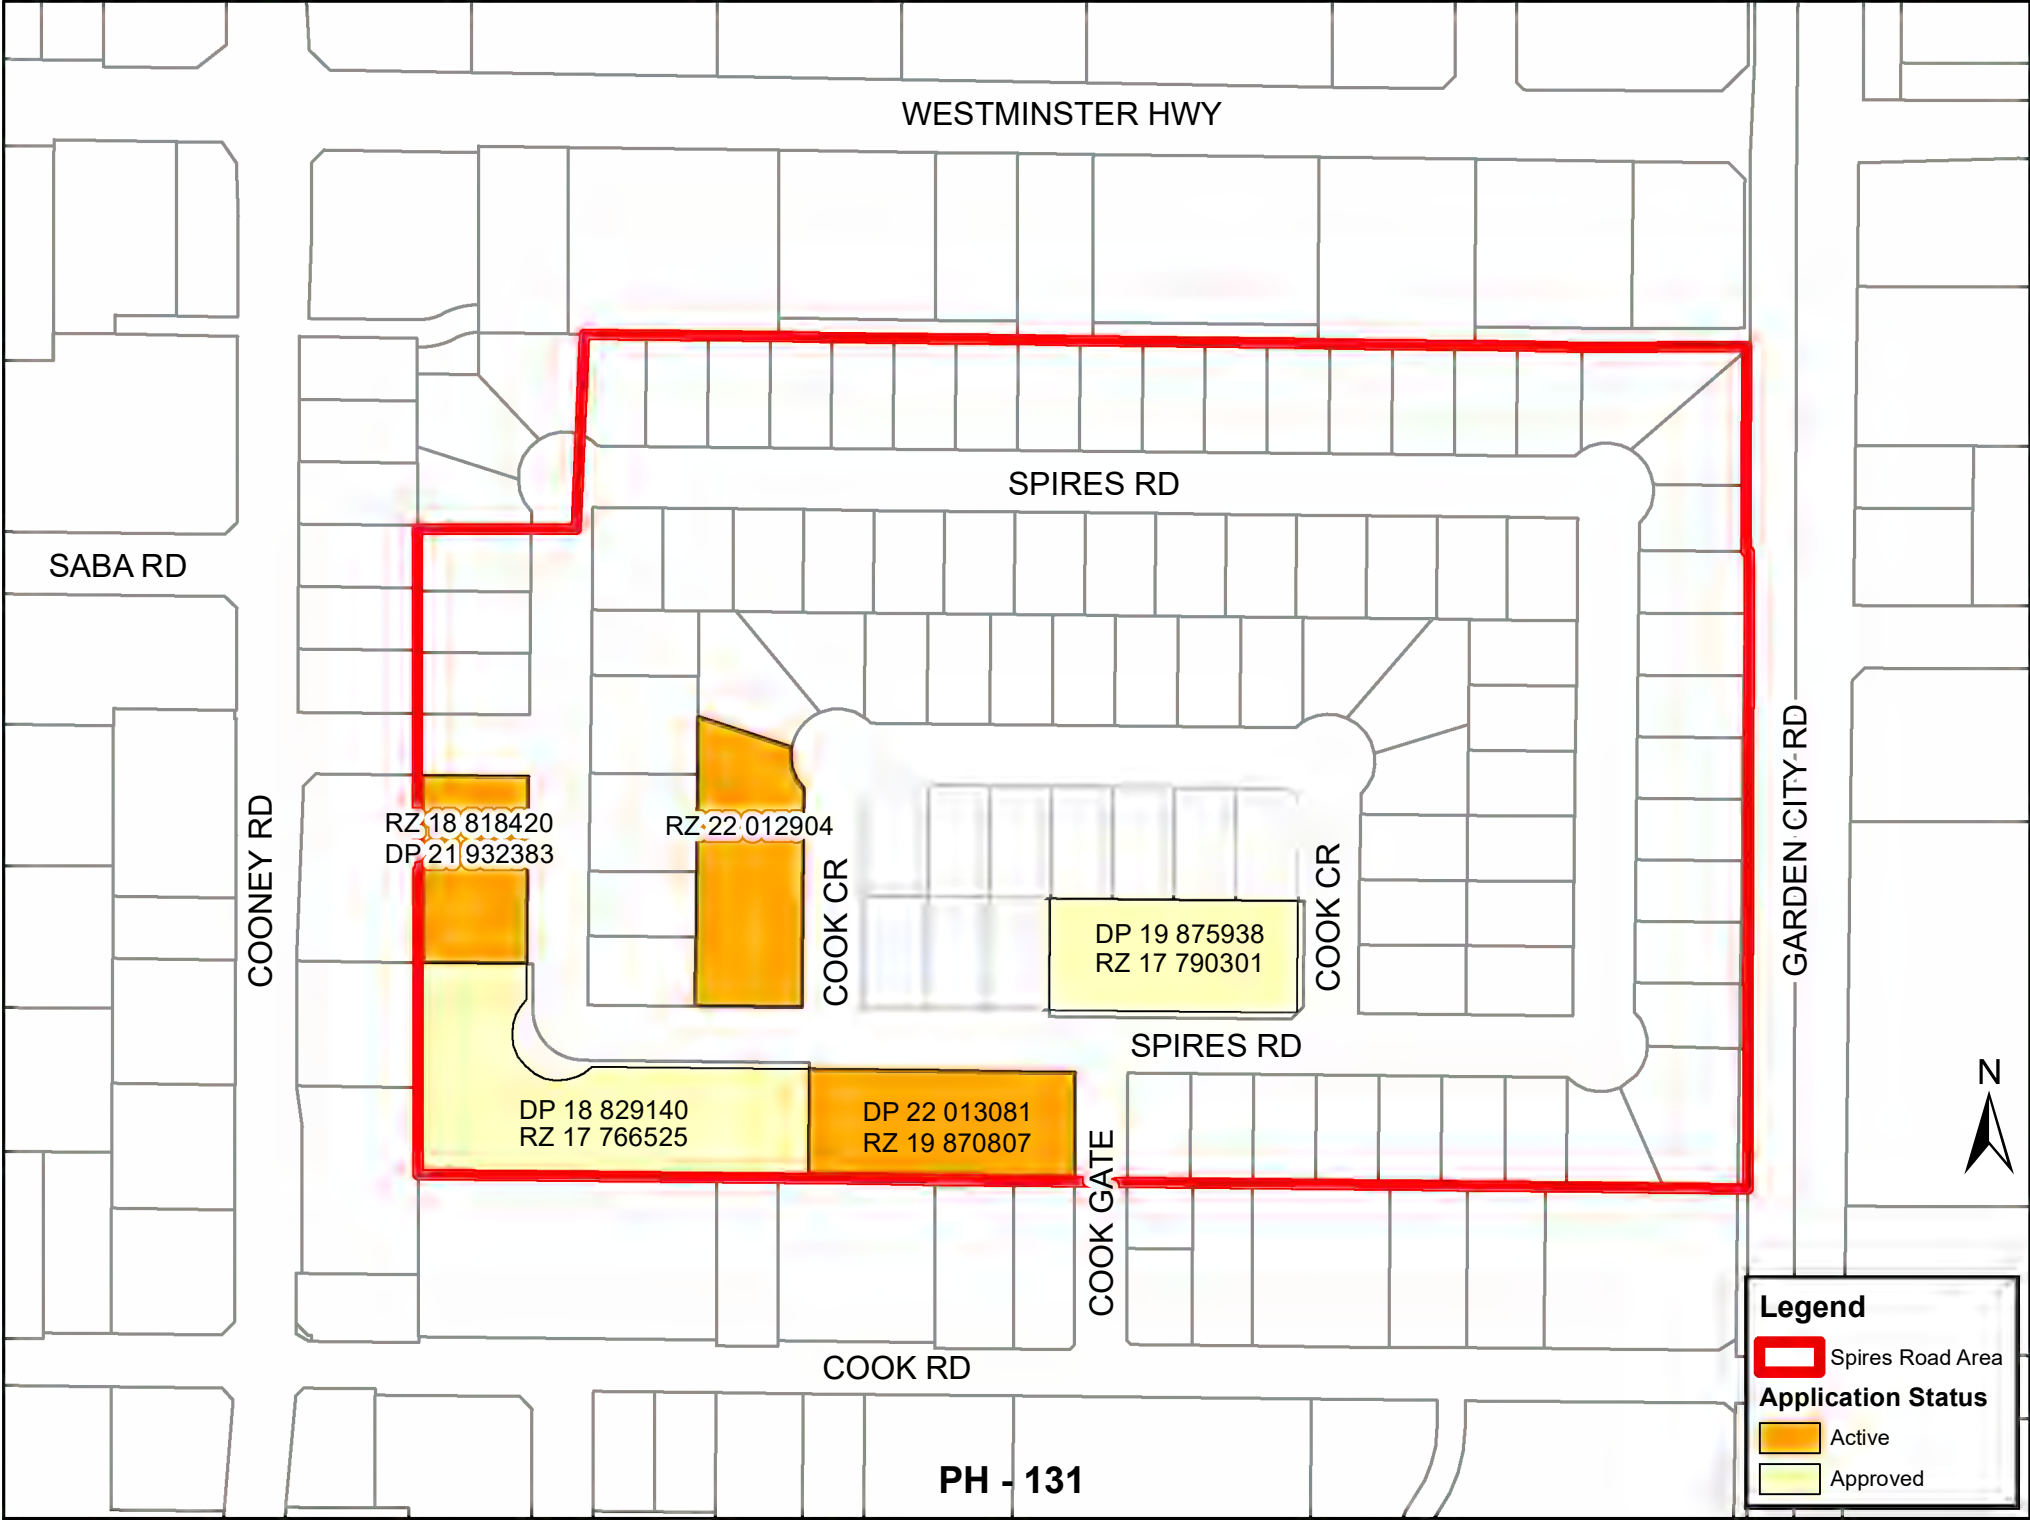 WESTMINSTER HWY
SPIRES RD
SABA RD
COONEY RD
RZ 18 818420
DP 21 932383
RZ 22 012904
COOK CR
DP 19 875938
RZ 17 790301
COOK CR
GARDEN CITY RD
SPIRES RD
DP 18 829140
RZ 17 766525
DP 22 013081
RZ 19 870807
COOK GATE
N
COOK RD
PH - 131
Legend
Spires Road Area
Application Status
Active
Approved